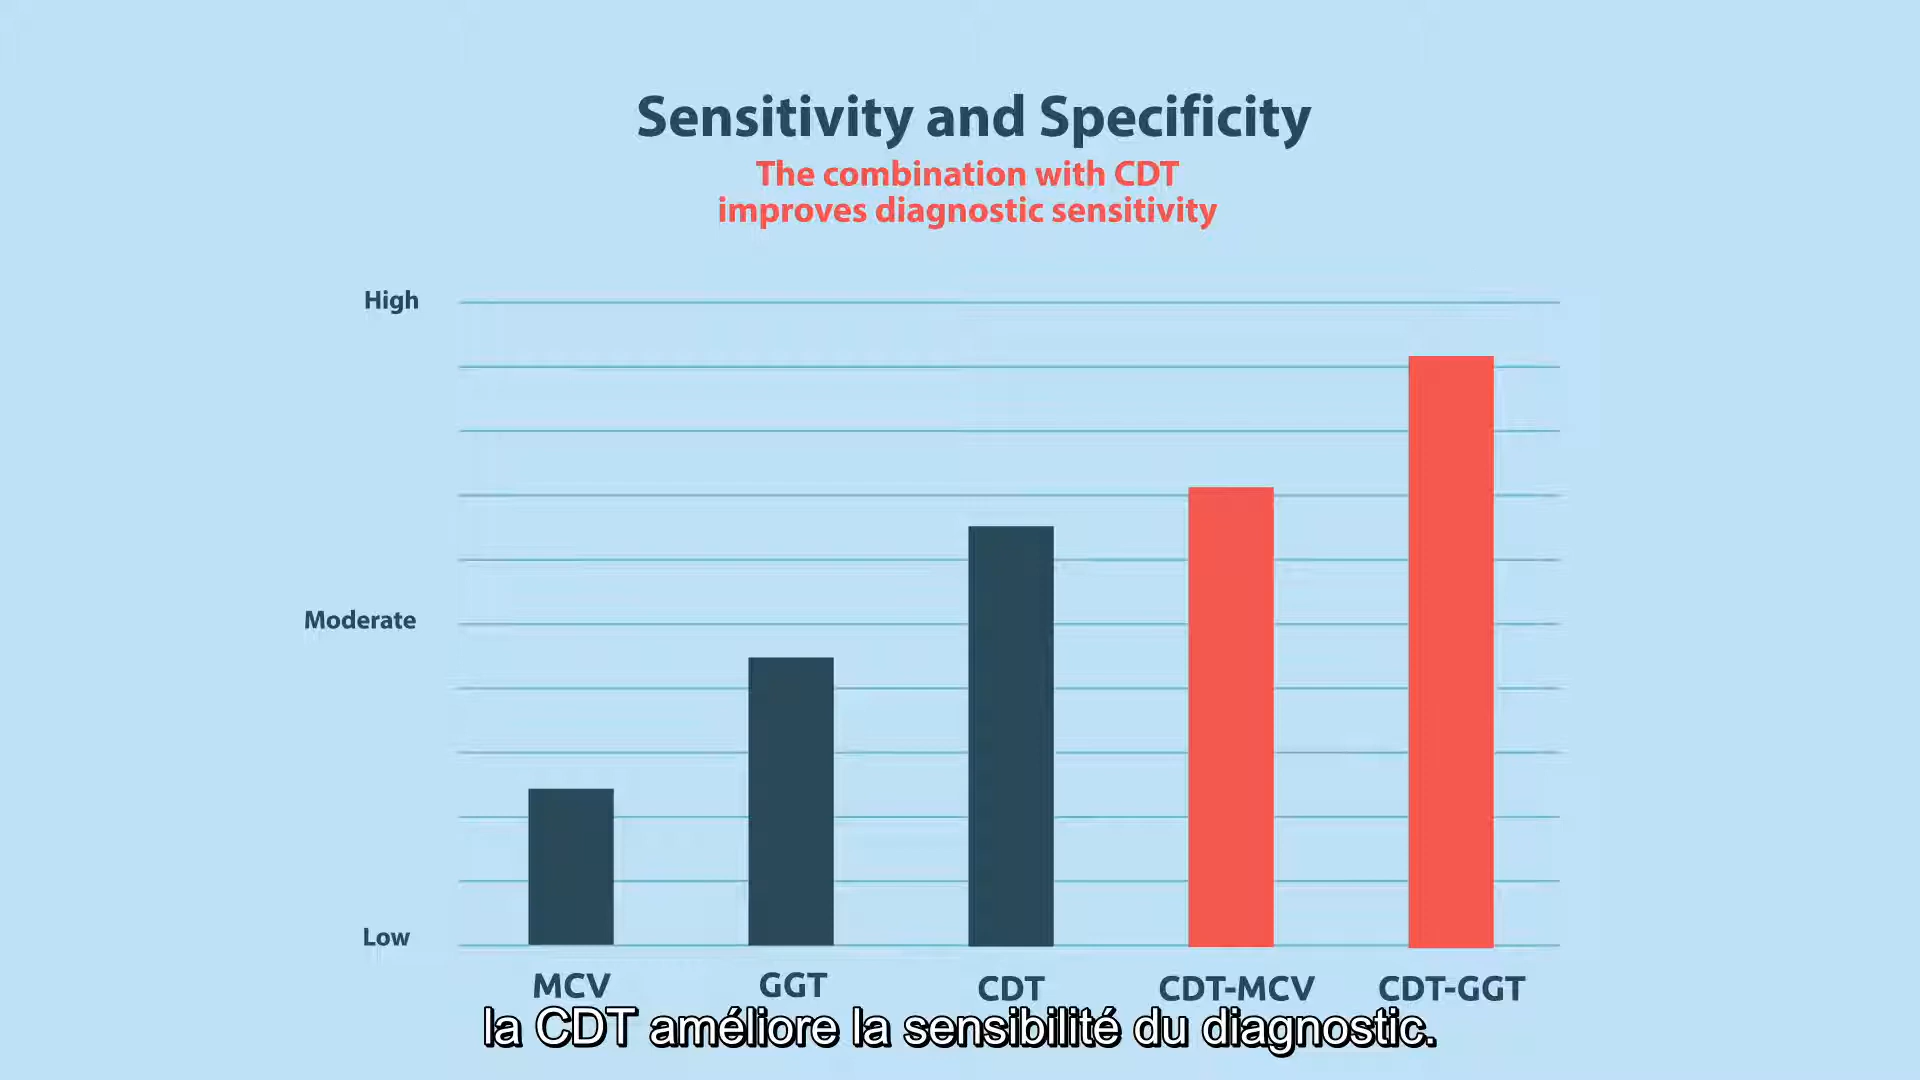 Sensitivity and Specificity
The combination with CDT
improves diagnostic sensitivity
High
Moderate
Low
MCV
GGT
CDT
CDT-MCV
CDT-GGT
la CDT améliore la sensibilité du diagnostic.